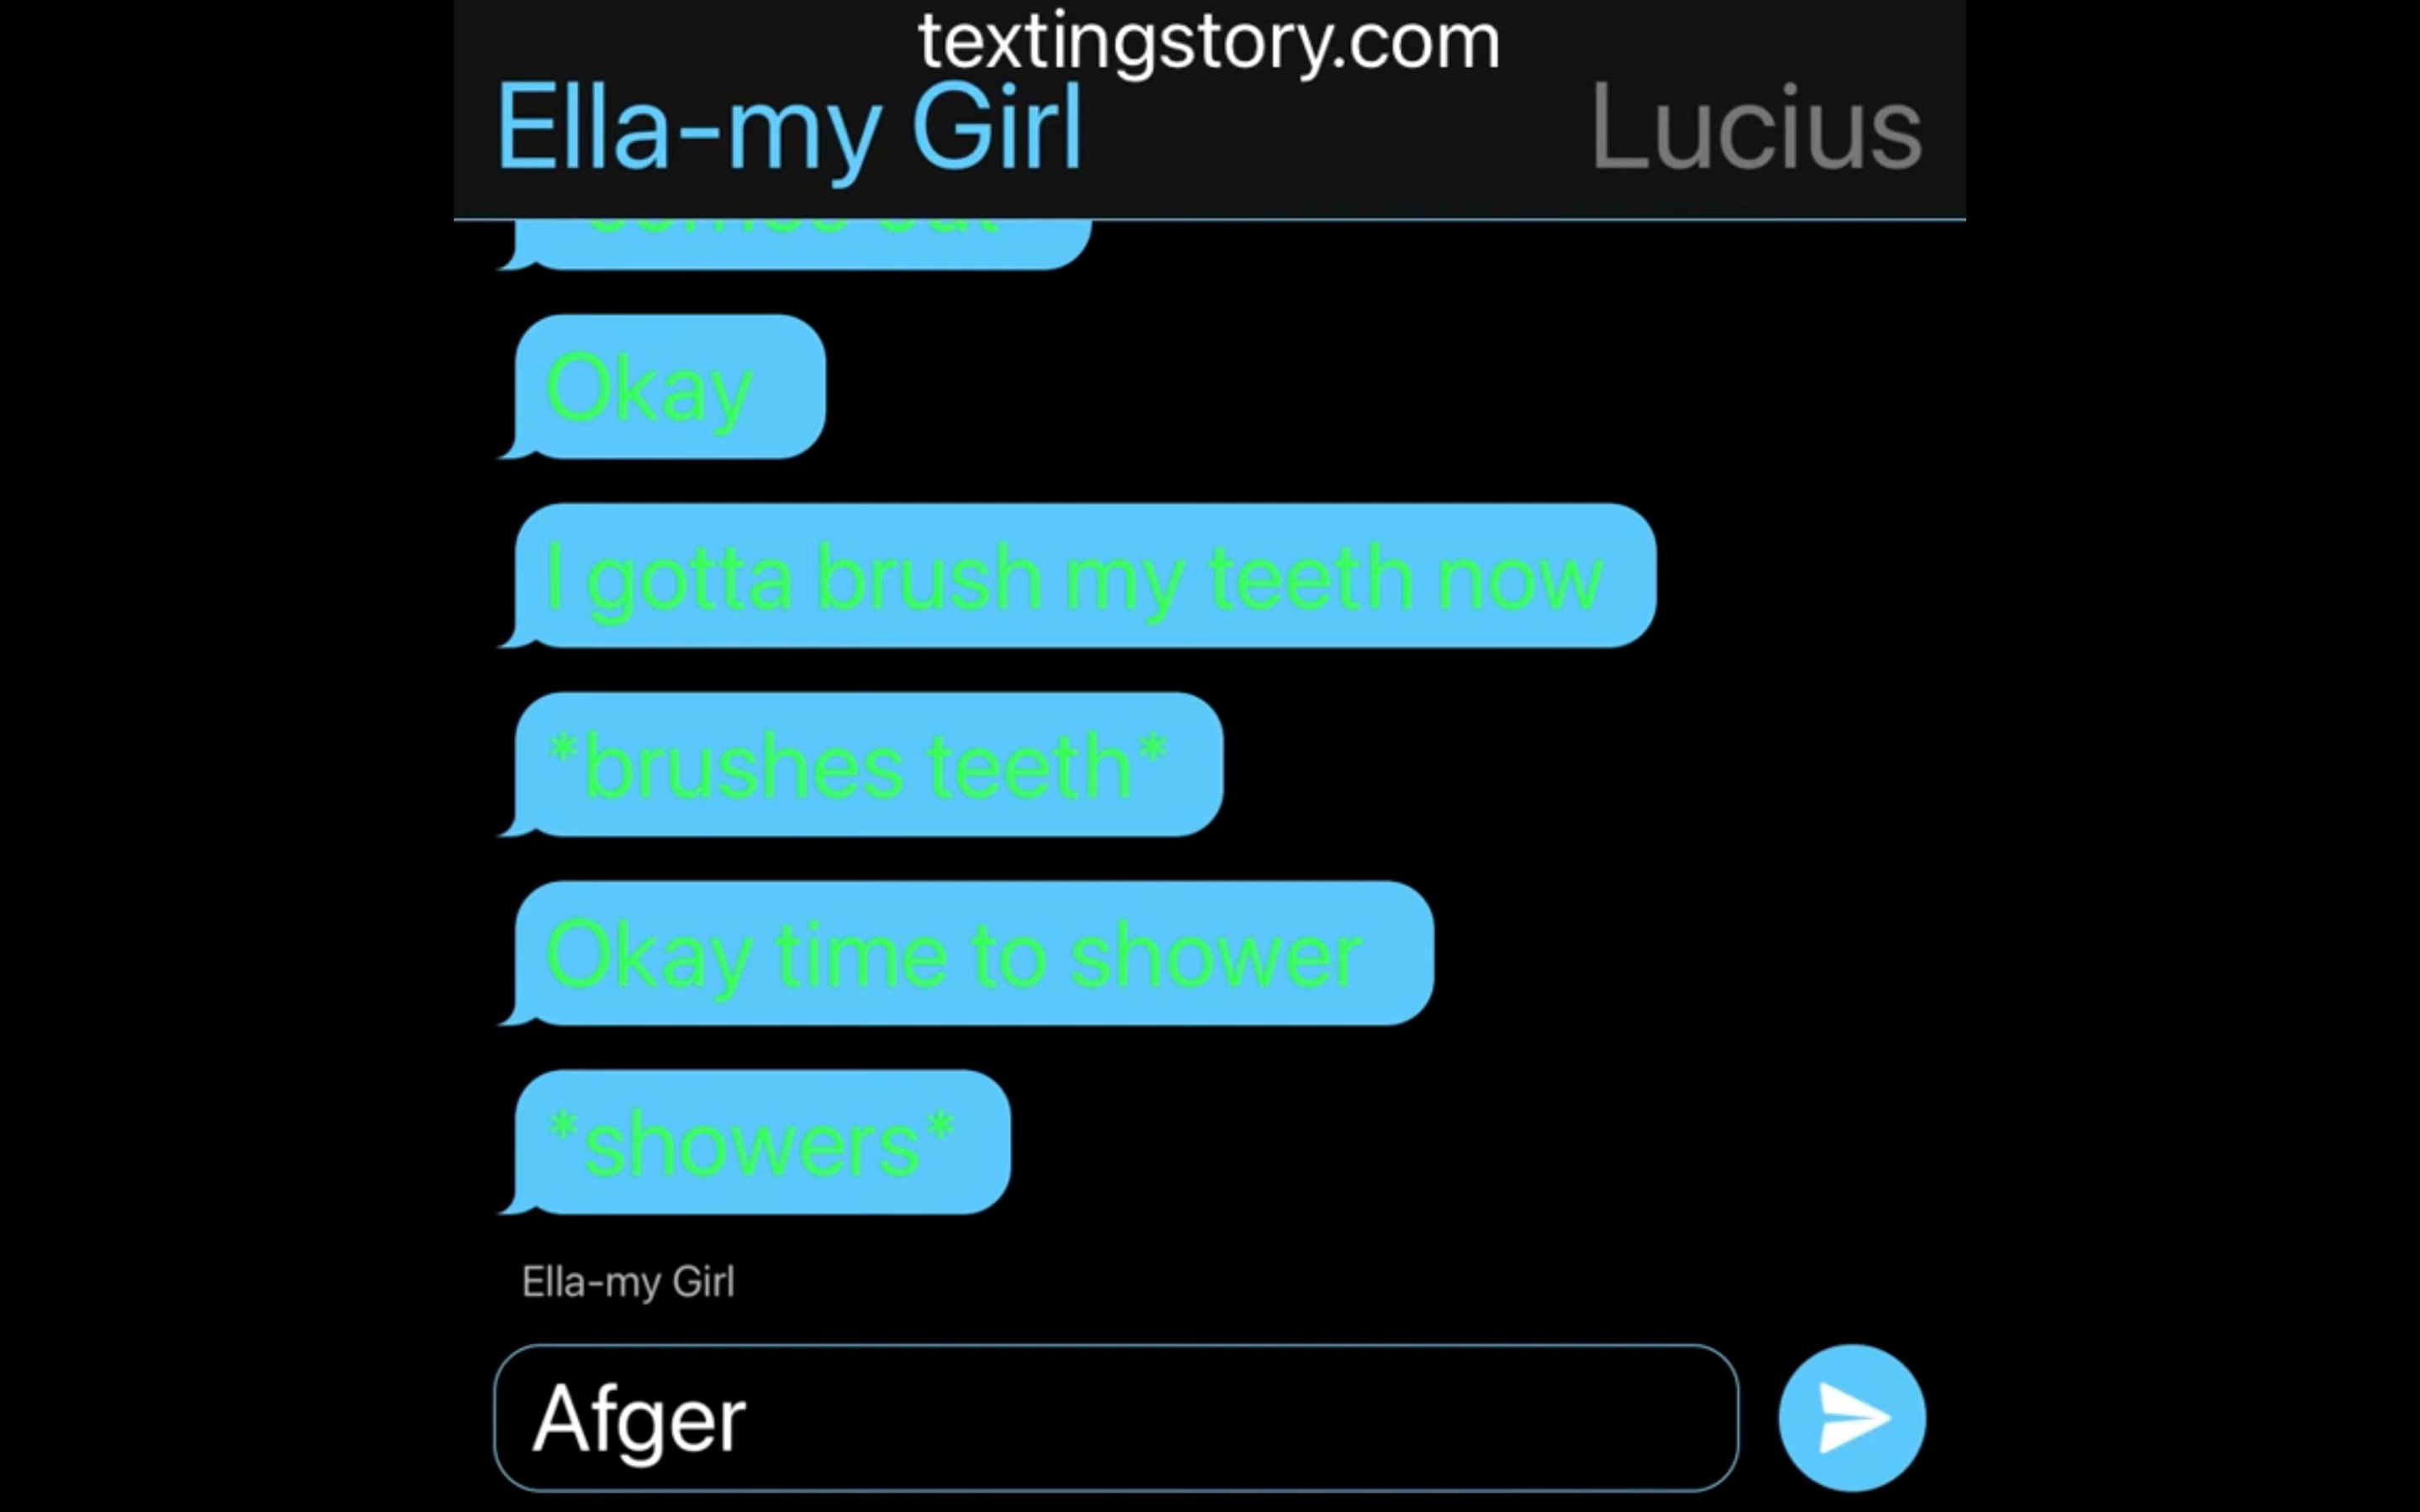 textingstory.com
Ella-my Girl Lucius
Okay
I gotta brush my teeth now
*brushes teeth*
Okay time to shower
*showers*
Ella-my Girl
Afger